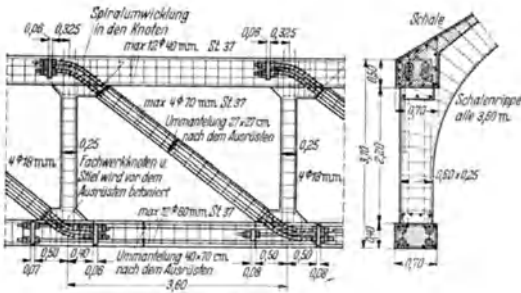 Spiralumwicklung
in den Knoten
Schale
0,06 0,325
0,06 0,325
max 12 Φ 40 mm. St. 37
max 4 Φ 70 mm. St 37
Ummantelung 27×27 cm.
nach dem Ausrüsten
0,50
0,70
Schalenrippe
alle 3,60 m.
0,25
0,25
3,10
2,20
4 Φ 18 mm.
4 Φ 18 mm.
Fachwerkknoten u.
Stiel wird vor dem
Ausrüsten betoniert
0,60 × 0,25
max 12 Φ 60 mm. St 37
0,50 0,40
0,50 0,50
0,40
0,07
0,06
Ummantelung 40×70 cm.
nach dem Ausrüsten
0,08
0,08
0,70
3,60